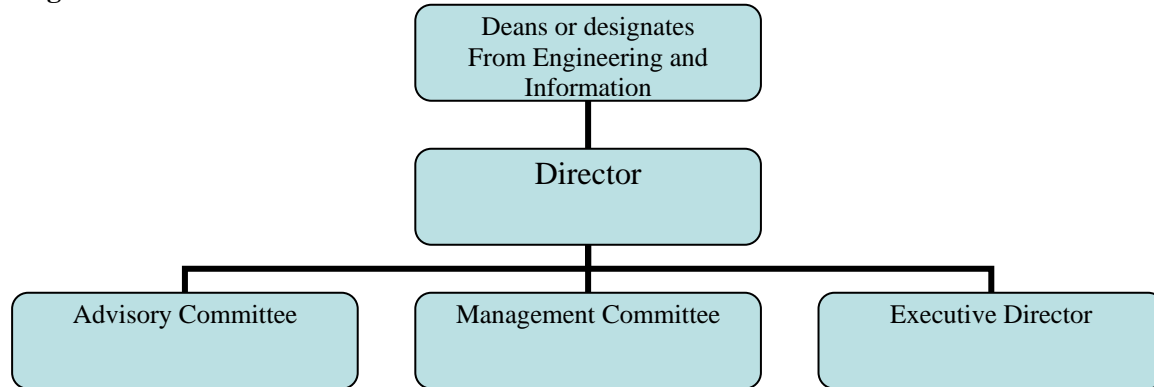 Deans or designates
From Engineering and
Information
Director
Advisory Committee
Management Committee
Executive Director